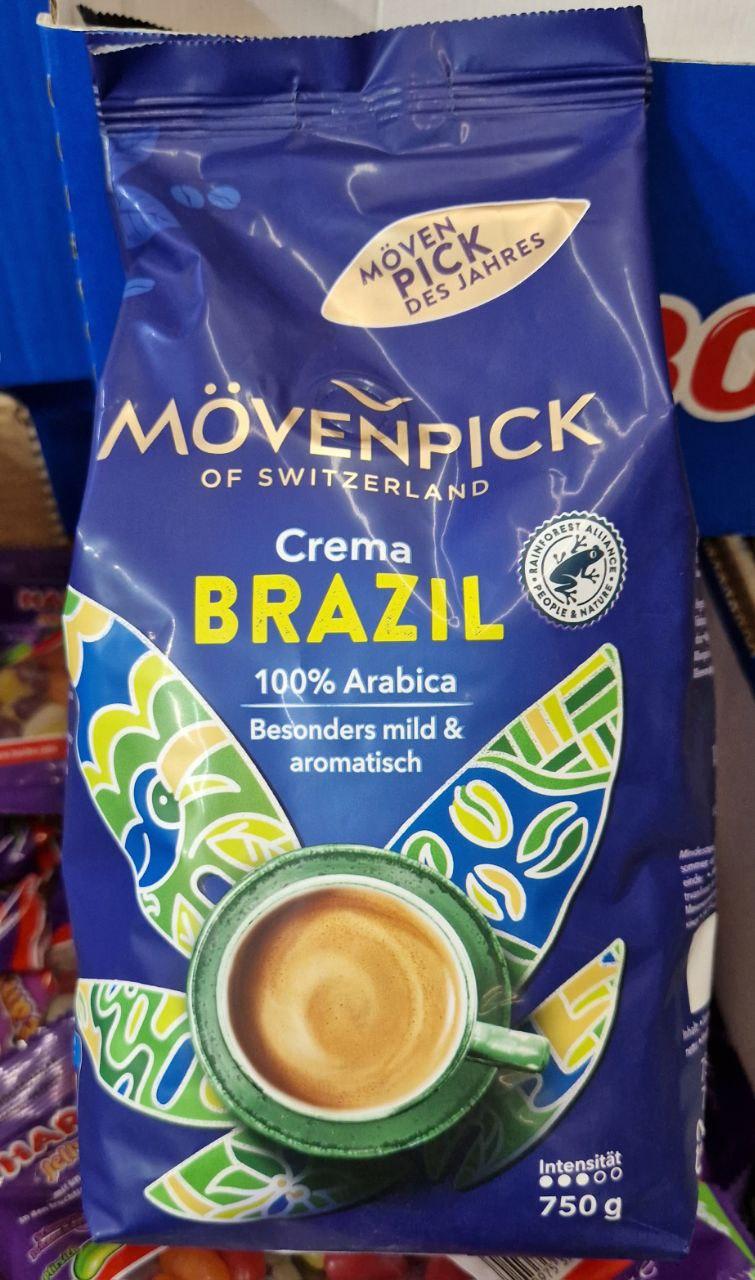 MÖVEN
PICK
DES JAHRES
MÖVENPICK
OF SWITZERLAND
Crema
BRAZIL
RAINFOREST ALLIANCE
PEOPLE & NATURE
100% Arabica
Besonders mild &
aromatisch
Intensität
750 g